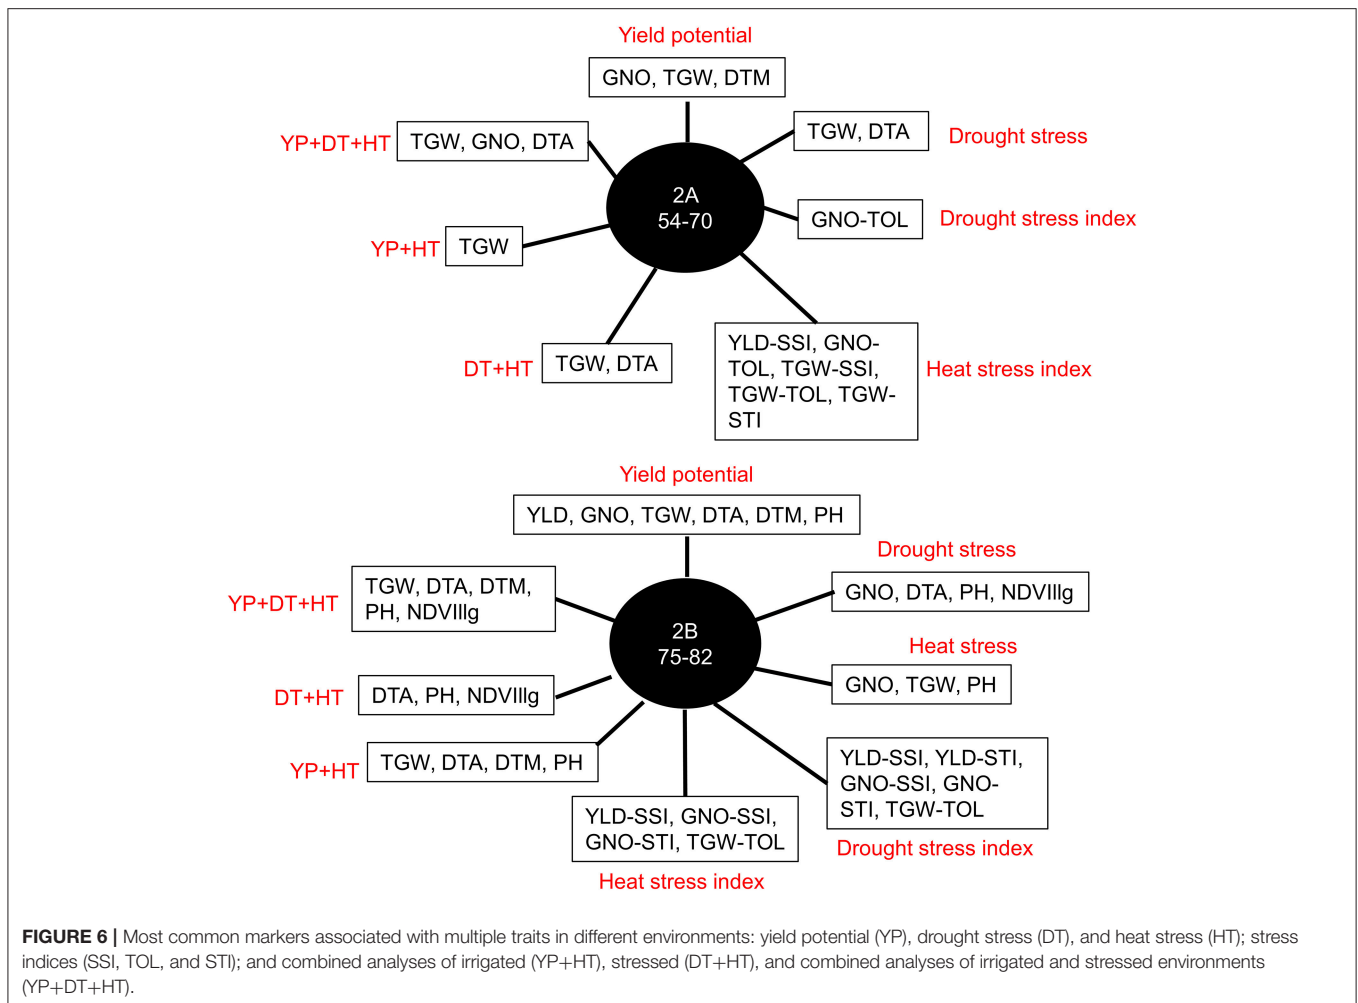 Yield potential
GNO, TGW, DTM
YP+DT+HT
TGW, GNO, DTA
TGW, DTA
Drought stress
2A
54-70
GNO-TOL
Drought stress index
YP+HT
TGW
DT+HT
TGW, DTA
YLD-SSI, GNO-
TOL, TGW-SSI,
TGW-TOL, TGW-
STI
Heat stress index
Yield potential
YLD, GNO, TGW, DTA, DTM, PH
Drought stress
GNO, DTA, PH, NDVIllg
YP+DT+HT
TGW, DTA, DTM,
PH, NDVIllg
2B
75-82
Heat stress
GNO, TGW, PH
DT+HT
DTA, PH, NDVIllg
YP+HT
TGW, DTA, DTM, PH
YLD-SSI, YLD-STI,
GNO-SSI, GNO-
STI, TGW-TOL
Drought stress index
YLD-SSI, GNO-SSI,
GNO-STI, TGW-TOL
Heat stress index
FIGURE 6 | Most common markers associated with multiple traits in different environments: yield potential (YP), drought stress (DT), and heat stress (HT); stress
indices (SSI, TOL, and STI); and combined analyses of irrigated (YP+HT), stressed (DT+HT), and combined analyses of irrigated and stressed environments
(YP+DT+HT).